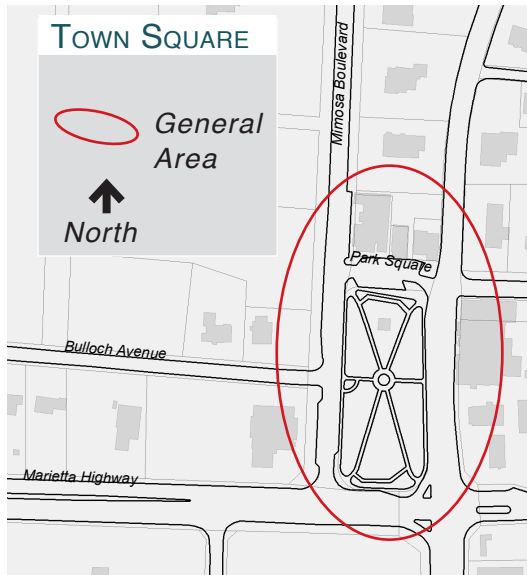 TOWN SQUARE
General
Area
North
Mimosa Boulevard
Park Square
Bulloch Avenue
Marietta Highway